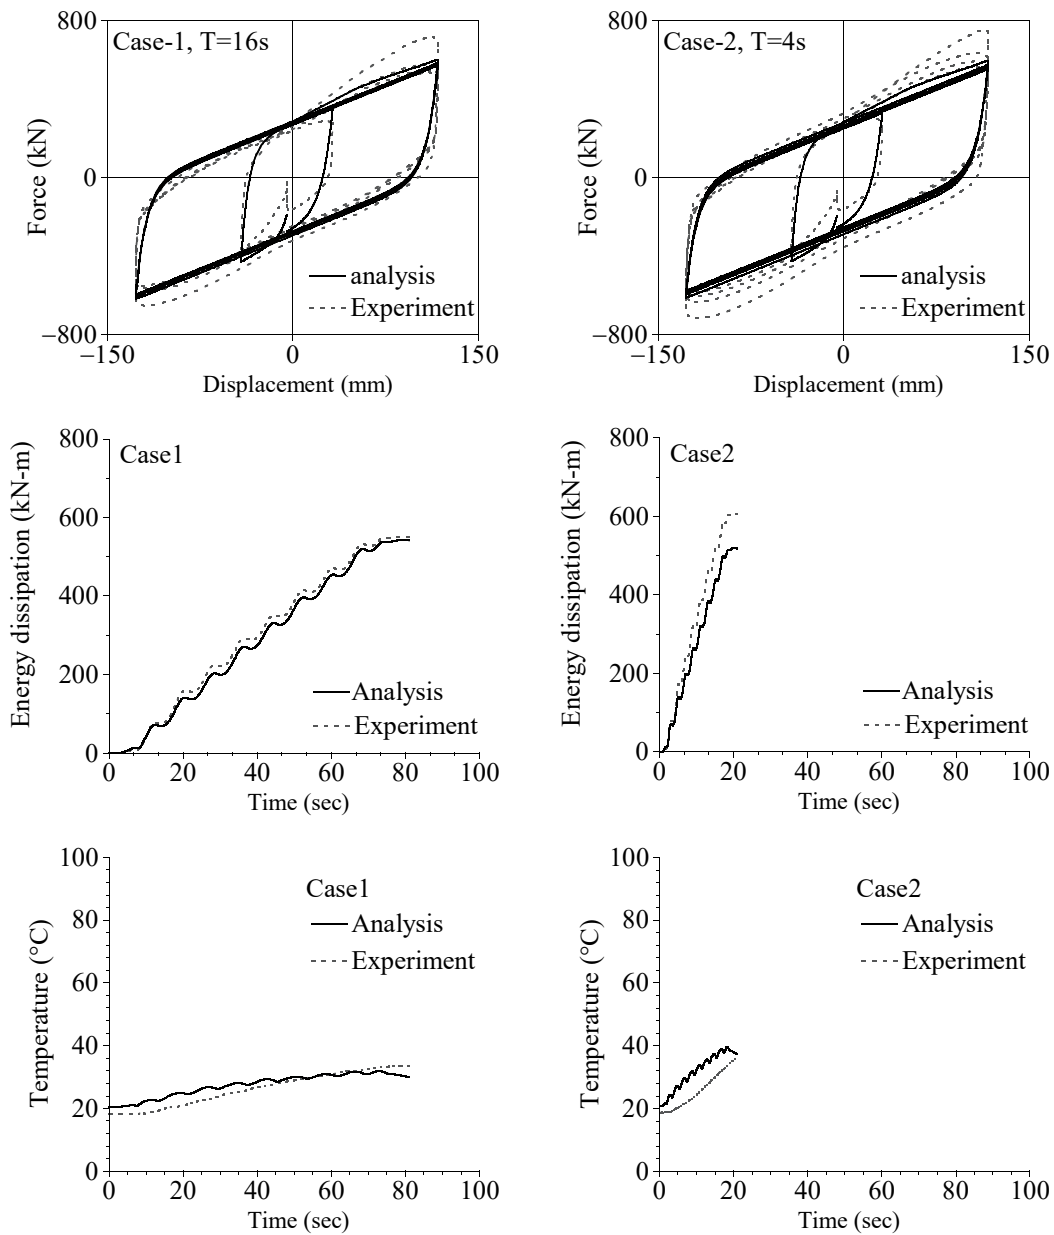 800
Case-1, T=16s
Force (kN)
0
analysis
Experiment
−800
−150
0
150
Displacement (mm)
800
Case-2, T=4s
Force (kN)
0
analysis
Experiment
−800
−150
0
150
Displacement (mm)
800
Case1
600
Energy dissipation (kN-m)
400
200
Analysis
Experiment
0
0 20 40 60 80 100
Time (sec)
800
Case2
600
Energy dissipation (kN-m)
400
200
Analysis
Experiment
0
0 20 40 60 80 100
Time (sec)
100
Case1
80
Analysis
Experiment
60
Temperature (°C)
40
20
0
0 20 40 60 80 100
Time (sec)
100
Case2
80
Analysis
Experiment
60
Temperature (°C)
40
20
0
0 20 40 60 80 100
Time (sec)